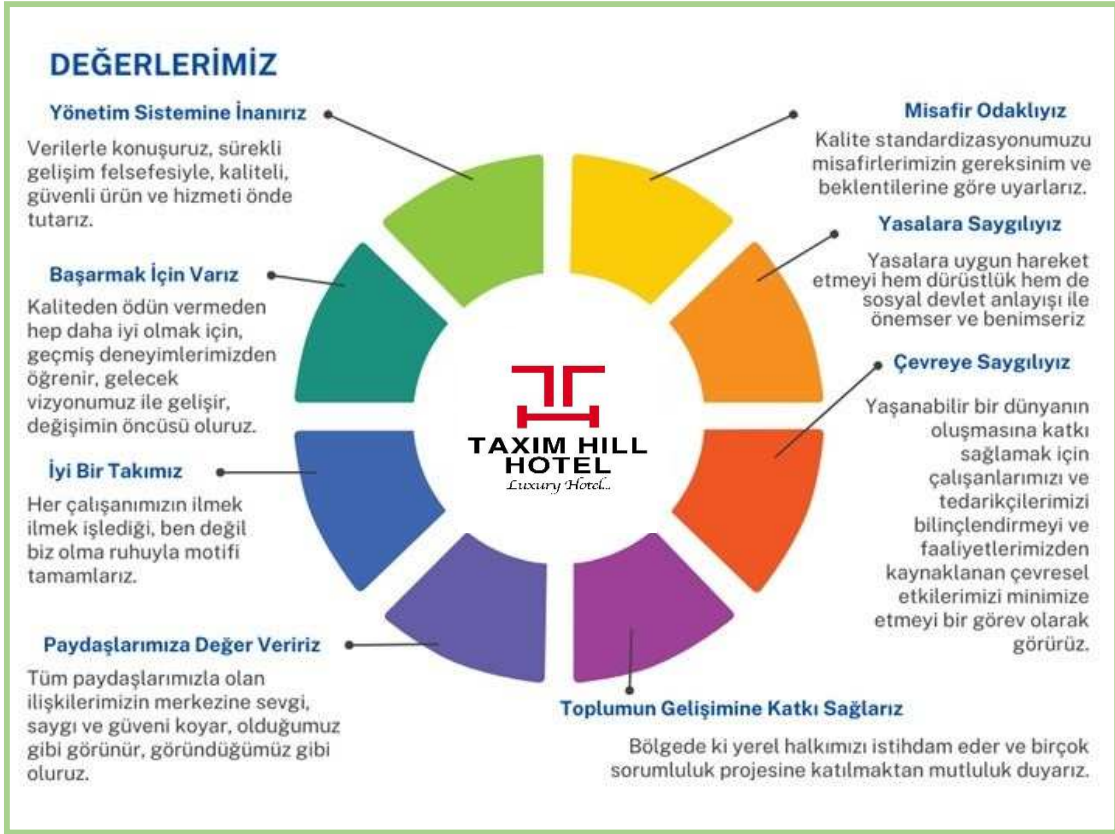 DEĞERLERİMİZ
Yönetim Sistemine İnanırız
Verilerle konuşuruz, sürekli
gelişim felsefesiyle, kaliteli,
güvenli ürün ve hizmeti önde
tutarız.
Başarmak İçin Varız
Kaliteden ödün vermeden
hep daha iyi olmak için,
geçmiş deneyimlerimizden
öğrenir, gelecek
vizyonumuz ile gelişir,
değişimin öncüsü oluruz.
İyi Bir Takımız
Her çalışanımızın ilmek
ilmek işlediği, ben değil
biz olma ruhuyla motifi
tamamlarız.
Paydaşlarımıza Değer Veririz
Tüm paydaşlarımızla olan
ilişkilerimizin merkezine sevgi,
saygı ve güveni koyar, olduğumuz
gibi görünür, göründüğümüz gibi
oluruz.
TAXIM HILL
HOTEL
Luxury Hotel...
Misafir Odaklıyız
Kalite standardizasyonumuzu
misafirlerimizin gereksinim ve
beklentilerine göre uyarlarız.
Yasalara Saygılıyız
Yasalara uygun hareket
etmeyi hem dürüstlük hem de
sosyal devlet anlayışı ile
önemser ve benimseriz
Çevreye Saygılıyız
Yaşanabilir bir dünyanın
oluşmasına katkı
sağlamak için
çalışanlarımızı ve
tedarikçilerimizi
bilinçlendirmeyi ve
faaliyetlerimizden
kaynaklanan çevresel
etkilerimizi minimize
etmeyi bir görev olarak
görürüz.
Toplumun Gelişimine Katkı Sağlarız
Bölgede ki yerel halkımızı istihdam eder ve birçok
sorumluluk projesine katılmaktan mutluluk duyarız.